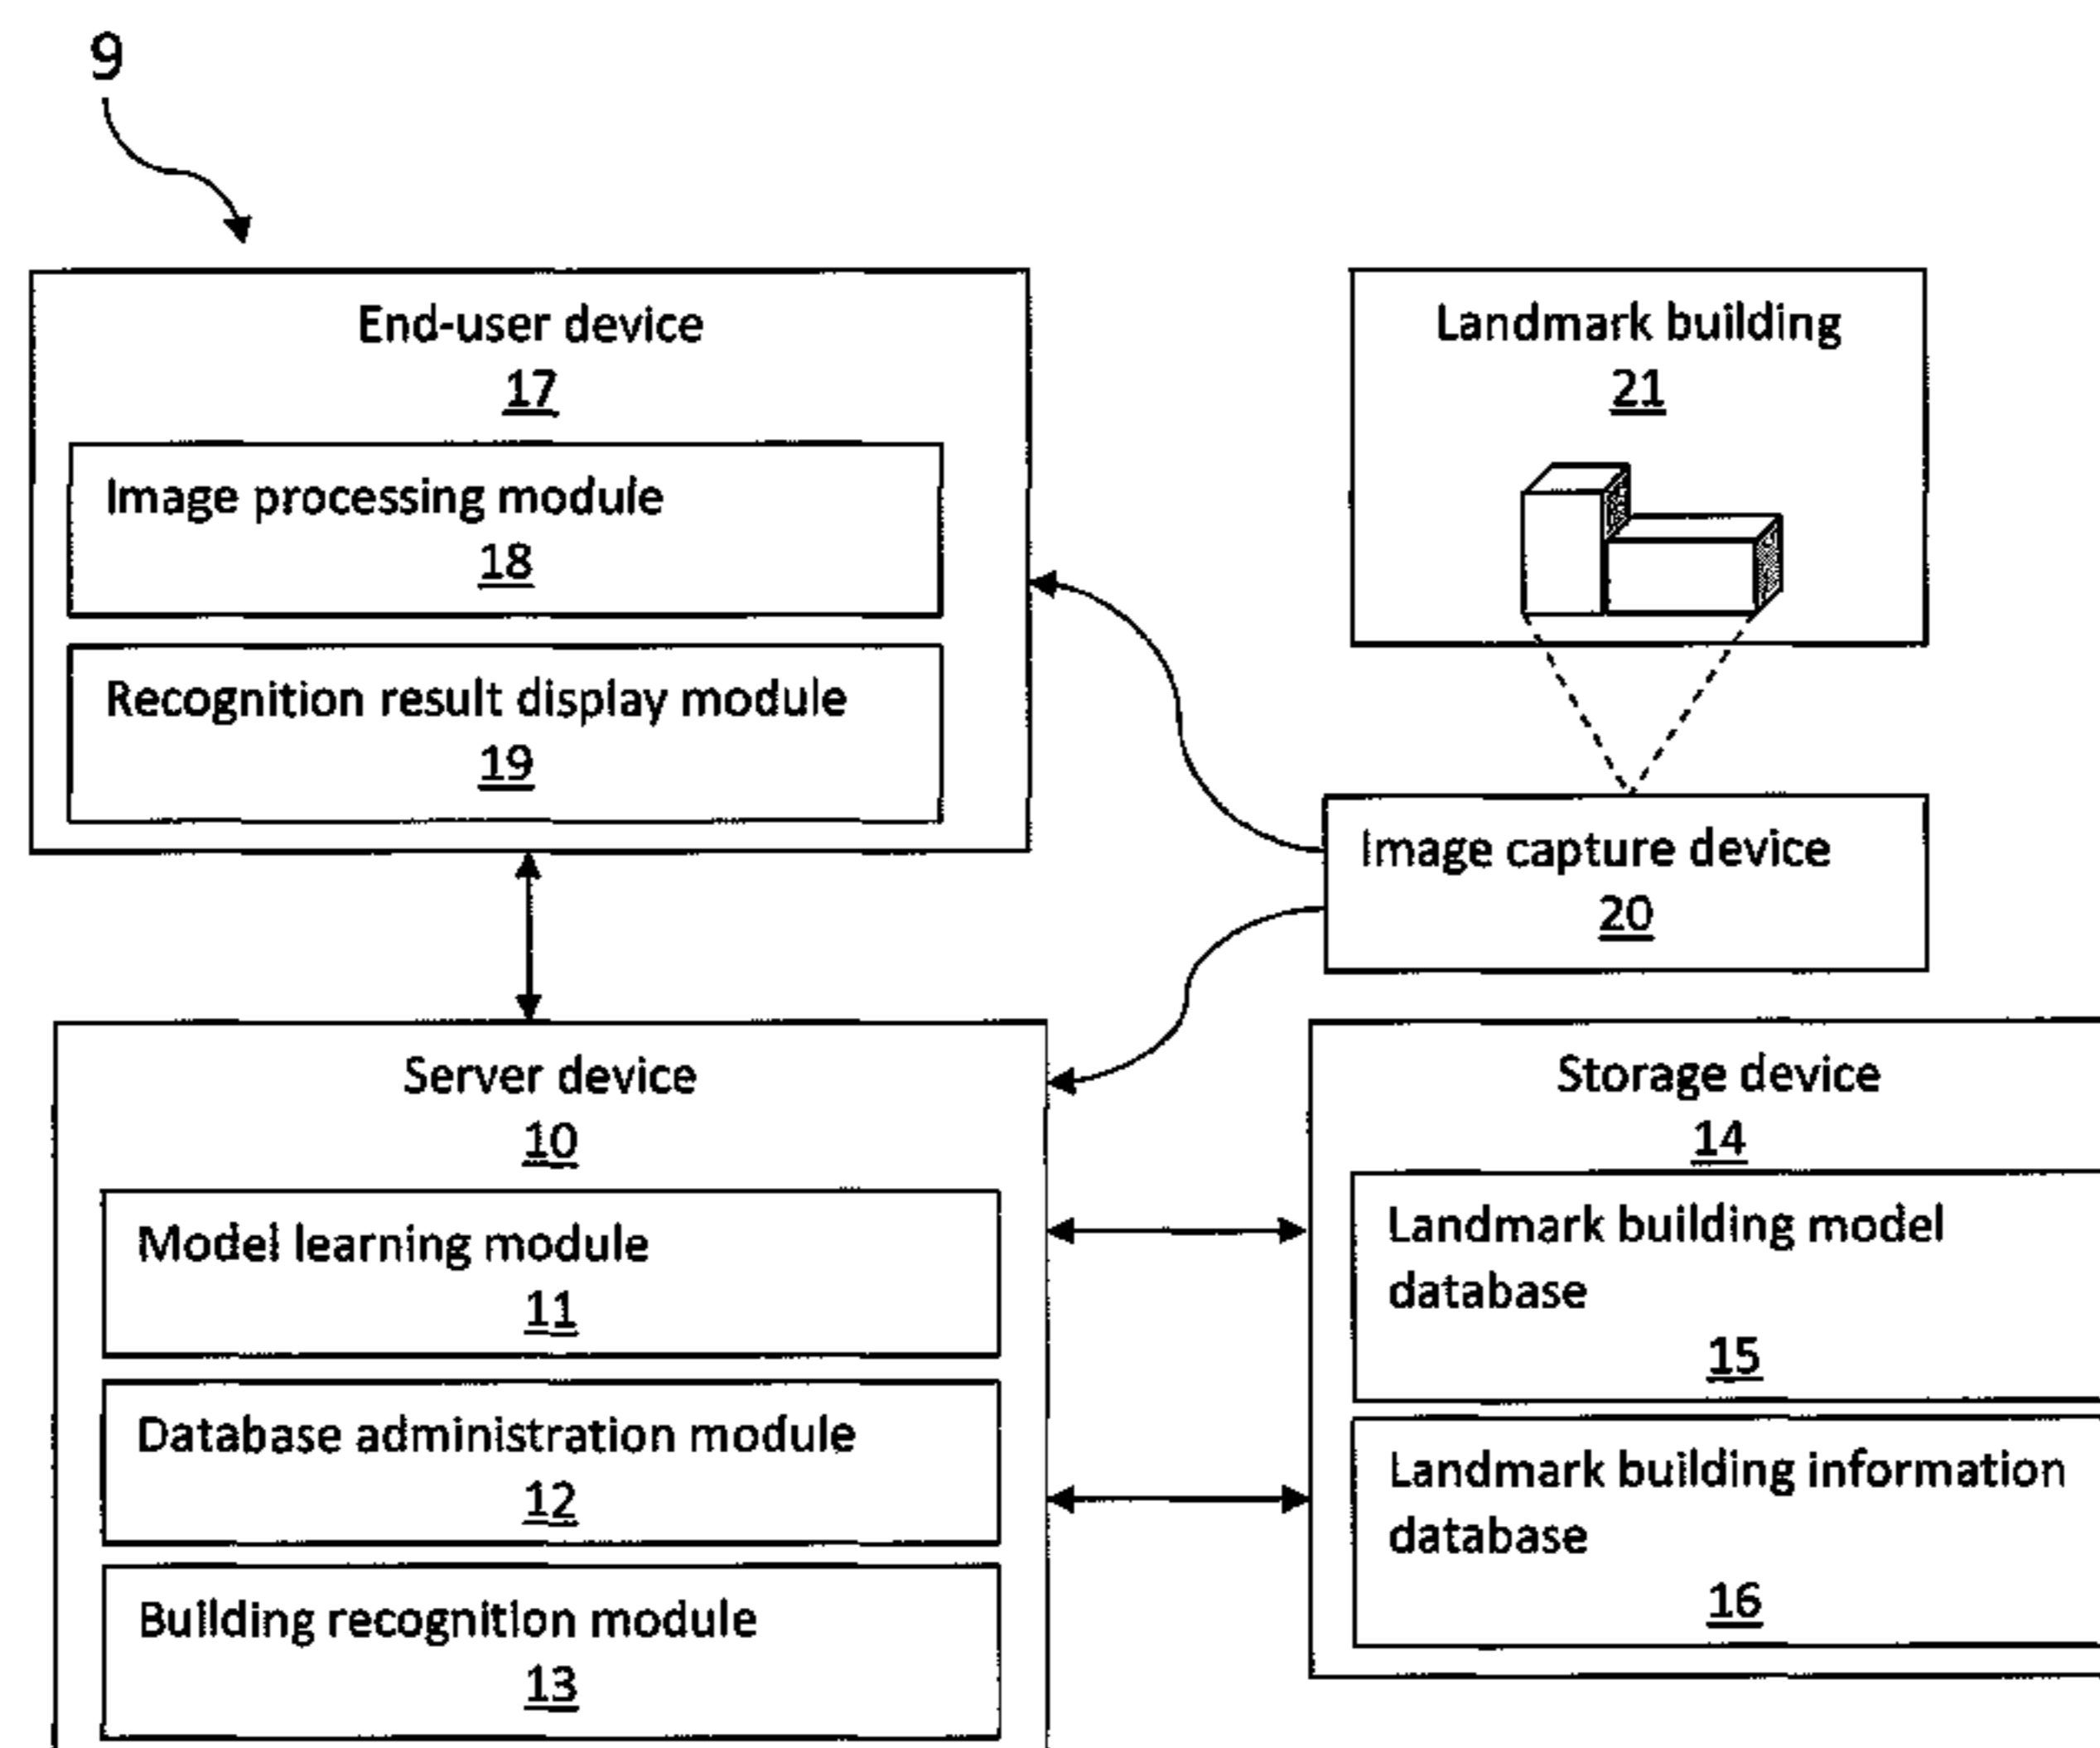 9
End-user device
17
Image processing module
18
Recognition result display module
19
Landmark building
21
Image capture device
20
Server device
10
Model learning module
11
Database administration module
12
Building recognition module
13
Storage device
14
Landmark building model
database
15
Landmark building information
database
16